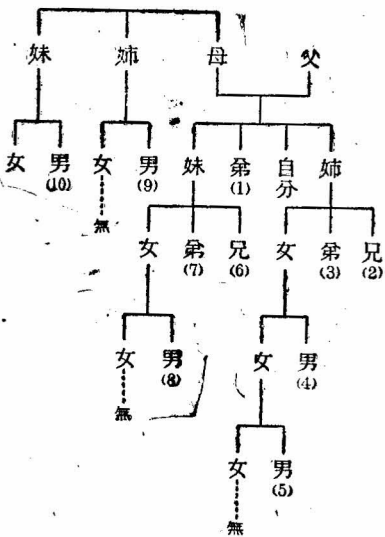 父 母 姉 妹
姉 自分 弟 妹 男 女 男 女
(1) (9) (10)
無
兄 弟 女 兄 弟 女
(2) (3) (6) (7)
男 女 男 女
(4) (8)
無
男 女
(5)
無